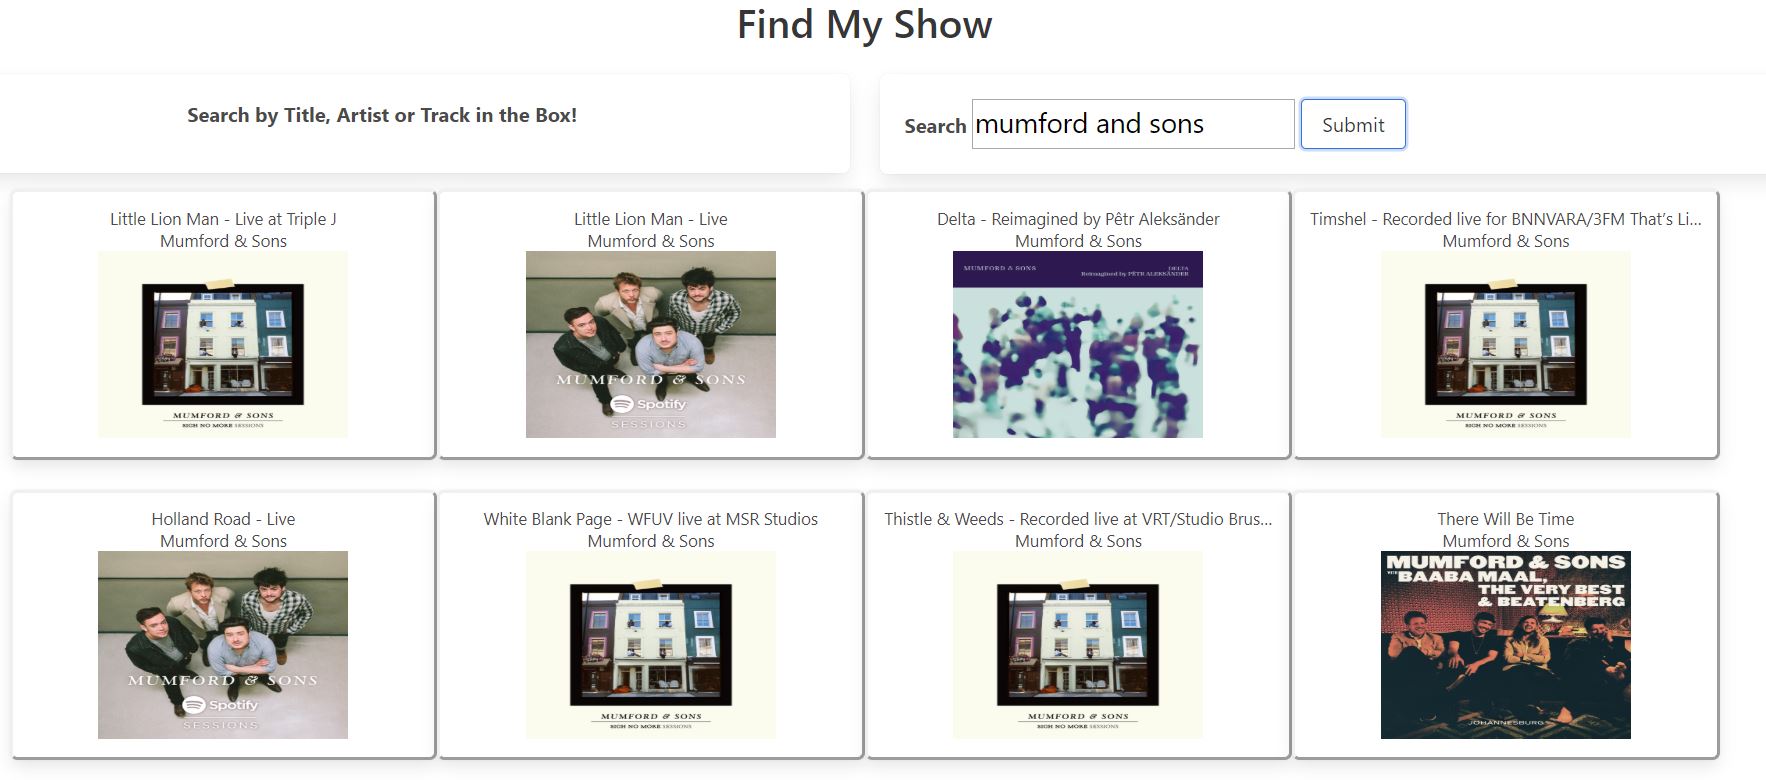 Find My Show
Search by Title, Artist or Track in the Box!
Search mumford and sons Submit
Little Lion Man - Live at Triple J
Mumford & Sons
MUMFORD & SONS
SIGH NO MORE SESSIONS
Little Lion Man - Live
Mumford & Sons
MUMFORD & SONS
Spotify
SESSIONS
Delta - Reimagined by Pêtr Aleksänder
Mumford & Sons
MUMFORD & SONS
DELTA
Reimagined by PÊTR ALEKSÄNDER
Timshel - Recorded live for BNNVARA/3FM That's Li...
Mumford & Sons
MUMFORD & SONS
SIGH NO MORE SESSIONS
Holland Road - Live
Mumford & Sons
MUMFORD & SONS
Spotify
SESSIONS
White Blank Page - WFUV live at MSR Studios
Mumford & Sons
MUMFORD & SONS
SIGH NO MORE SESSIONS
Thistle & Weeds - Recorded live at VRT/Studio Brus...
Mumford & Sons
MUMFORD & SONS
SIGH NO MORE SESSIONS
There Will Be Time
Mumford & Sons
MUMFORD & SONS
WITH BAABA MAAL,
THE VERY BEST
& BEATENBERG
JOHANNESBURG